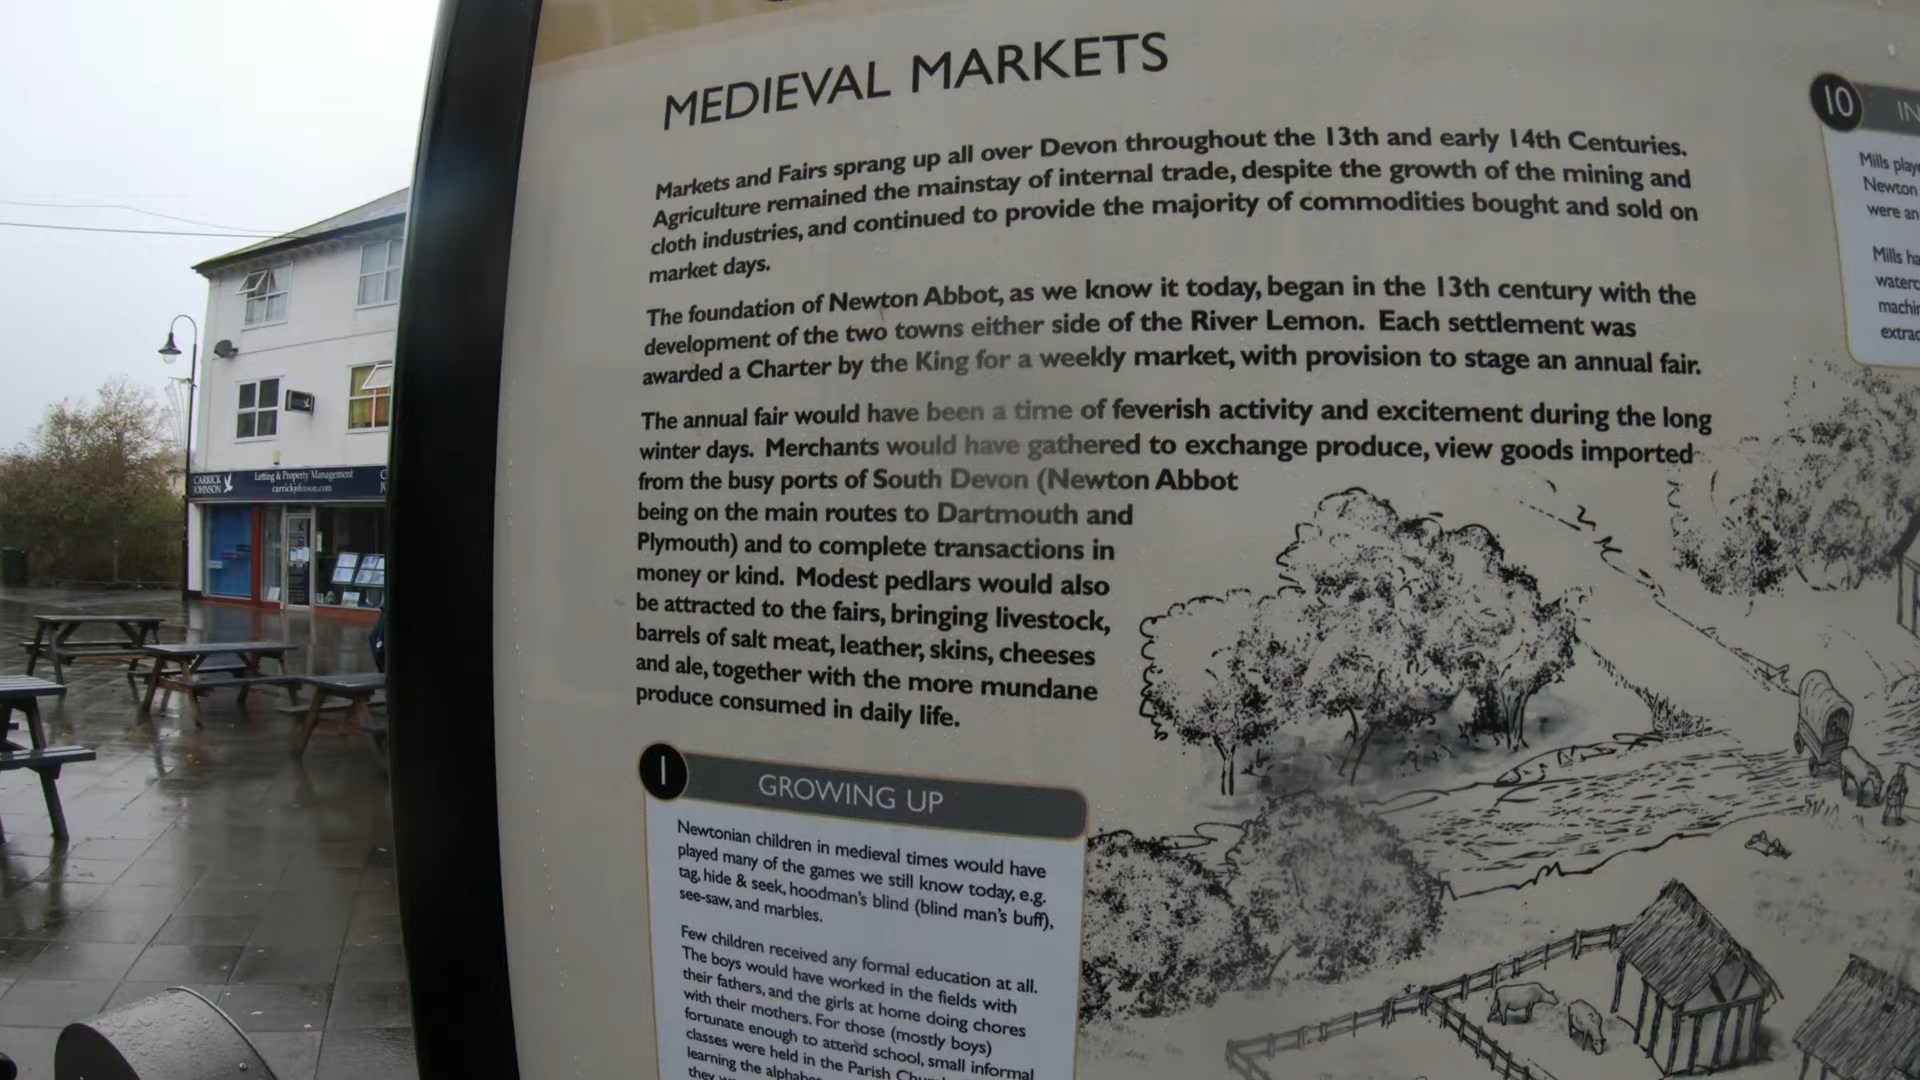 MEDIEVAL MARKETS
Markets and Fairs sprang up all over Devon throughout the 13th and early 14th Centuries.
Agriculture remained the mainstay of internal trade, despite the growth of the mining and
cloth industries, and continued to provide the majority of commodities bought and sold on
market days.
The foundation of Newton Abbot, as we know it today, began in the 13th century with the
development of the two towns either side of the River Lemon. Each settlement was
awarded a Charter by the King for a weekly market, with provision to stage an annual fair.
The annual fair would have been a time of feverish activity and excitement during the long
winter days. Merchants would have gathered to exchange produce, view goods imported
from the busy ports of South Devon (Newton Abbot
being on the main routes to Dartmouth and
Plymouth) and to complete transactions in
money or kind. Modest pedlars would also
be attracted to the fairs, bringing livestock,
barrels of salt meat, leather, skins, cheeses
and ale, together with the more mundane
produce consumed in daily life.
1
GROWING UP
Newtonian children in medieval times would have
played many of the games we still know today, e.g.
tag, hide & seek, hoodman's blind (blind man's buff),
see-saw, and marbles.
Few children received any formal education at all.
The boys would have worked in the fields with
their fathers, and the girls at home doing chores
with their mothers. For those (mostly boys)
fortunate enough to attend school, small informal
classes were held in the Parish
learning the
10
IN
Mills
Newton
were an
Mills
CARRICK
JOHNSON
Letting & Property Management
carrickjohnson.com